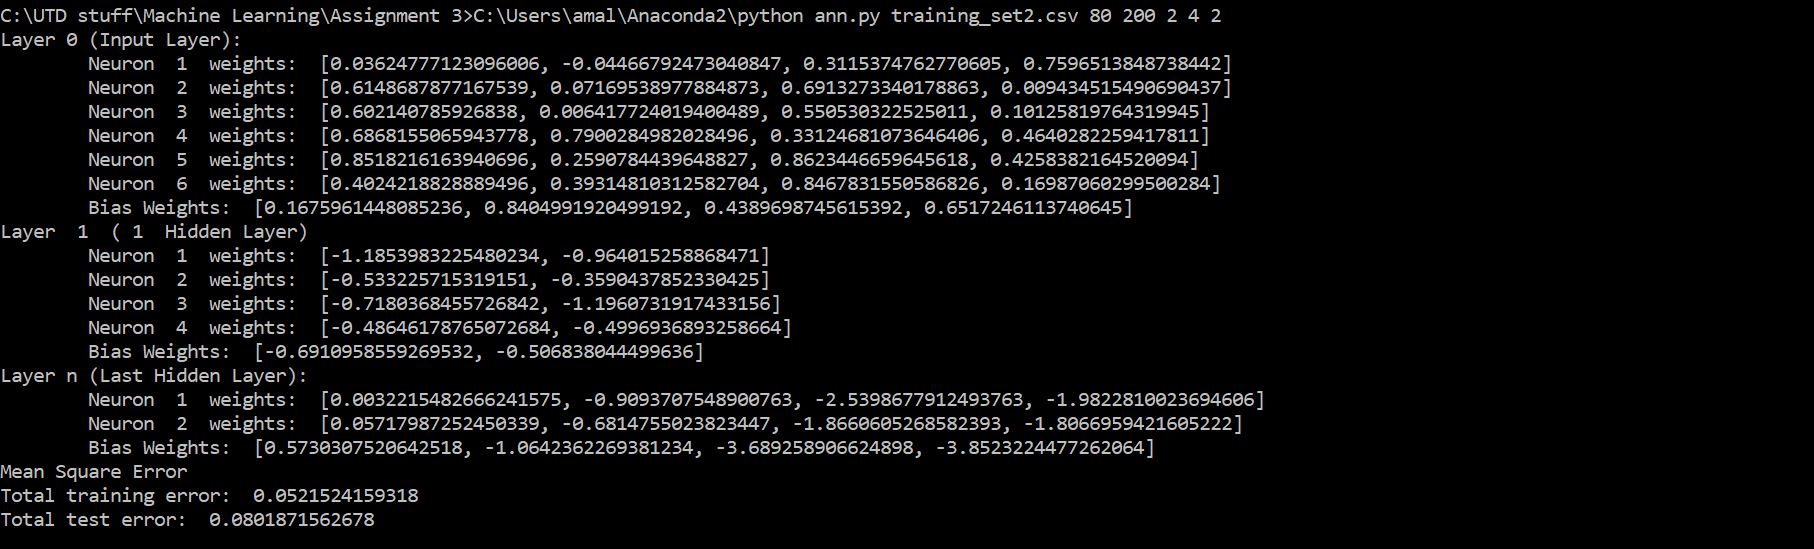 C:\UTD stuff\Machine Learning\Assignment 3>C:\Users\amal\Anaconda2\python ann.py training_set2.csv 80 200 2 4 2
Layer 0 (Input Layer):
Neuron 1 weights: [0.03624777123096006, -0.04466792473040847, 0.3115374762770605, 0.7596513848738442]
Neuron 2 weights: [0.6148687877167539, 0.07169538977884873, 0.6913273340178863, 0.009434515490690437]
Neuron 3 weights: [0.602140785926838, 0.006417724019400489, 0.550530322525011, 0.10125819764319945]
Neuron 4 weights: [0.6868155065943778, 0.7900284982028496, 0.33124681073646406, 0.4640282259417811]
Neuron 5 weights: [0.8518216163940696, 0.2590784439648827, 0.8623446659645618, 0.4258382164520094]
Neuron 6 weights: [0.4024218828889496, 0.39314810312582704, 0.8467831550586826, 0.16987060299500284]
Bias Weights: [0.1675961448085236, 0.8404991920499192, 0.4389698745615392, 0.6517246113740645]
Layer 1 ( 1 Hidden Layer)
Neuron 1 weights: [-1.1853983225480234, -0.964015258868471]
Neuron 2 weights: [-0.533225715319151, -0.3590437852330425]
Neuron 3 weights: [-0.7180368455726842, -1.1960731917433156]
Neuron 4 weights: [-0.48646178765072684, -0.4996936893258664]
Bias Weights: [-0.6910958559269532, -0.506838044499636]
Layer n (Last Hidden Layer):
Neuron 1 weights: [0.0032215482666241575, -0.9093707548900763, -2.5398677912493763, -1.9822810023694606]
Neuron 2 weights: [0.05717987252450339, -0.6814755023823447, -1.8660605268582393, -1.8066959421605222]
Bias Weights: [0.5730307520642518, -1.0642362269381234, -3.689258906624898, -3.8523224477262064]
Mean Square Error
Total training error: 0.0521524159318
Total test error: 0.0801871562678